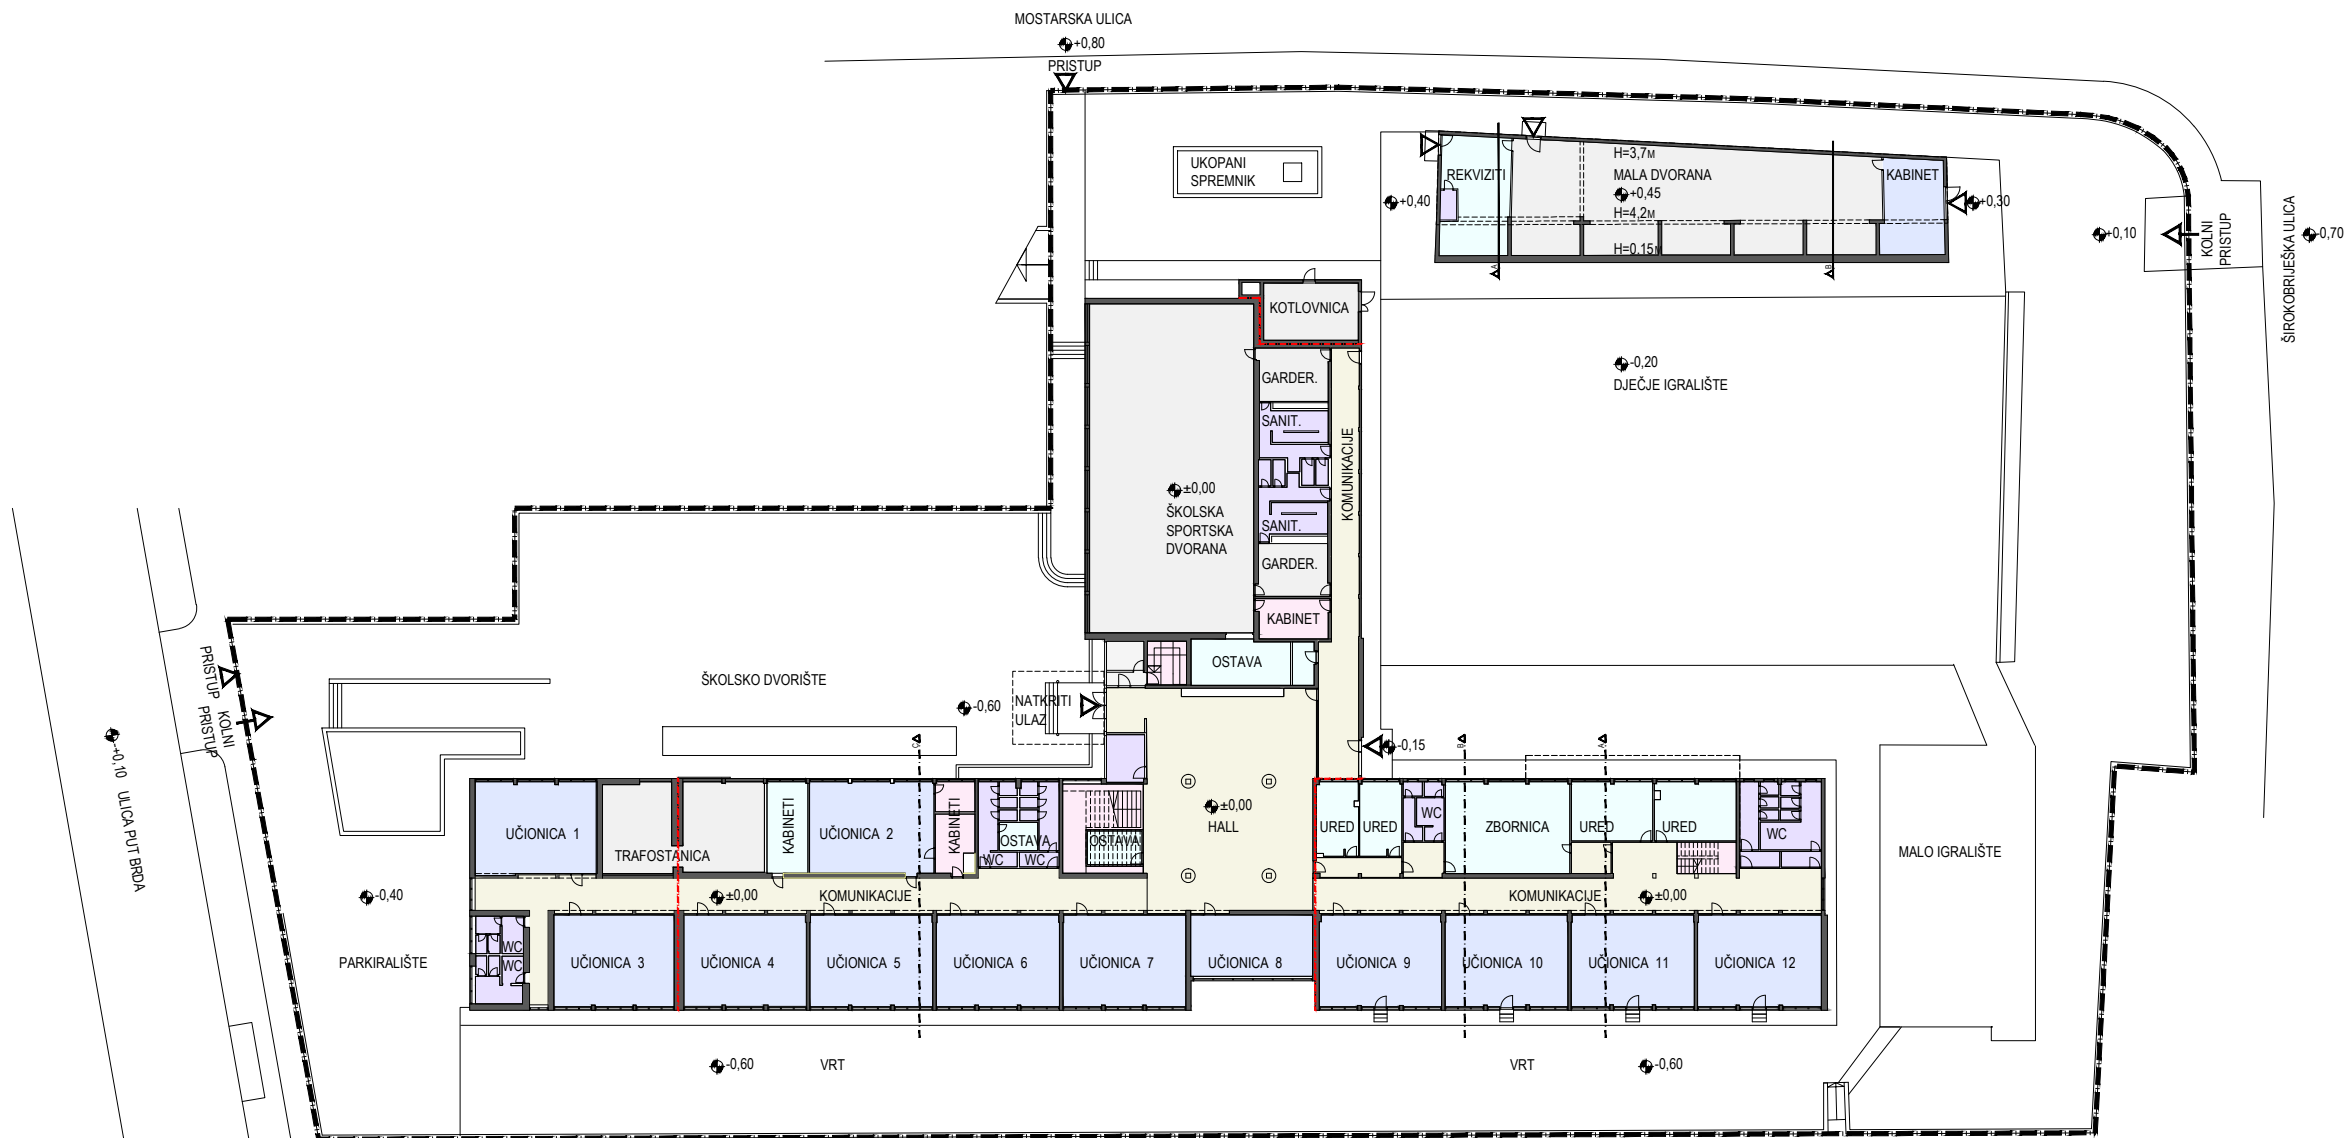 MOSTARSKA ULICA
+0,80
PRISTUP
UKOPANI
SPREMNIK
H=3,7M
REKVIZITI
MALA DVORANA
KABINET
+0,45
+0,40
H=4,2M
+0,30
H=0,15M
A
B
+0,10
KOLNI
PRISTUP
ŠIROKOBRIJEŠKA ULICA
-0,70
KOTLOVNICA
-0,20
DJEČJE IGRALIŠTE
GARDER.
SANIT.
KOMUNIKACIJE
±0,00
ŠKOLSKA
SPORTSKA
DVORANA
SANIT.
GARDER.
KABINET
OSTAVA
PRISTUP
KOLNI
PRISTUP
ŠKOLSKO DVORIŠTE
-0,60
NATKRITI
ULAZ
-0,15
C
B
A
-+0,10 ULICA PUT BRDA
UČIONICA 1
TRAFOSTANICA
KABINETI
UČIONICA 2
KABINETI
OSTAVA
WC
WC
OSTAVA
±0,00
HALL
URED
URED
WC
ZBORNICA
URED
URED
WC
MALO IGRALIŠTE
-0,40
±0,00
KOMUNIKACIJE
KOMUNIKACIJE
±0,00
PARKIRALIŠTE
WC
WC
UČIONICA 3
UČIONICA 4
UČIONICA 5
UČIONICA 6
UČIONICA 7
UČIONICA 8
UČIONICA 9
UČIONICA 10
UČIONICA 11
UČIONICA 12
-0,60
VRT
VRT
-0,60